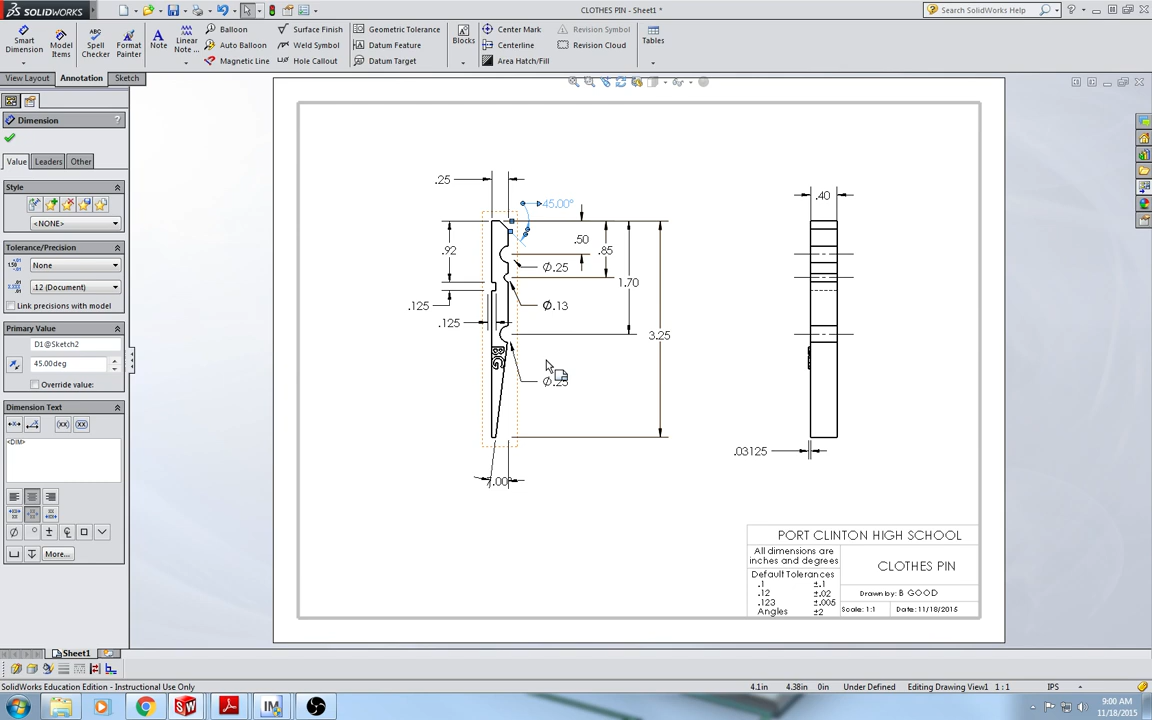 SOLIDWORKS
CLOTHES PIN - Sheet1 *
Search SolidWorks Help
Smart Dimension
Model Items
Spell Checker
Format Painter
Note
Linear Note ...
Balloon
Auto Balloon
Magnetic Line
Surface Finish
Weld Symbol
Hole Callout
Geometric Tolerance
Datum Feature
Datum Target
Blocks
Center Mark
Centerline
Area Hatch/Fill
Revision Symbol
Revision Cloud
Tables
View Layout
Annotation
Sketch
Dimension
?
Value
Leaders
Other
Style
<NONE>
Tolerance/Precision
None
.12 (Document)
Link precisions with model
Primary Value
D1@Sketch2
45.00deg
Override value:
Dimension Text
<DIM>
More...
.25
45.00°
.50
.92
.85
Ø.25
1.70
.125
Ø.13
.125
3.25
Ø.25
7.00°
.40
.03125
PORT CLINTON HIGH SCHOOL
All dimensions are
inches and degrees
CLOTHES PIN
Default Tolerances
.1 ±.1
.12 ±.02
.123 ±.005
Angles ±2
Drawn by: B GOOD
Scale: 1:1
Date: 11/18/2015
Sheet1
SolidWorks Education Edition - Instructional Use Only
4.1in
4.38in
0in
Under Defined
Editing Drawing View1
1 : 1
IPS
9:00 AM
11/18/2015